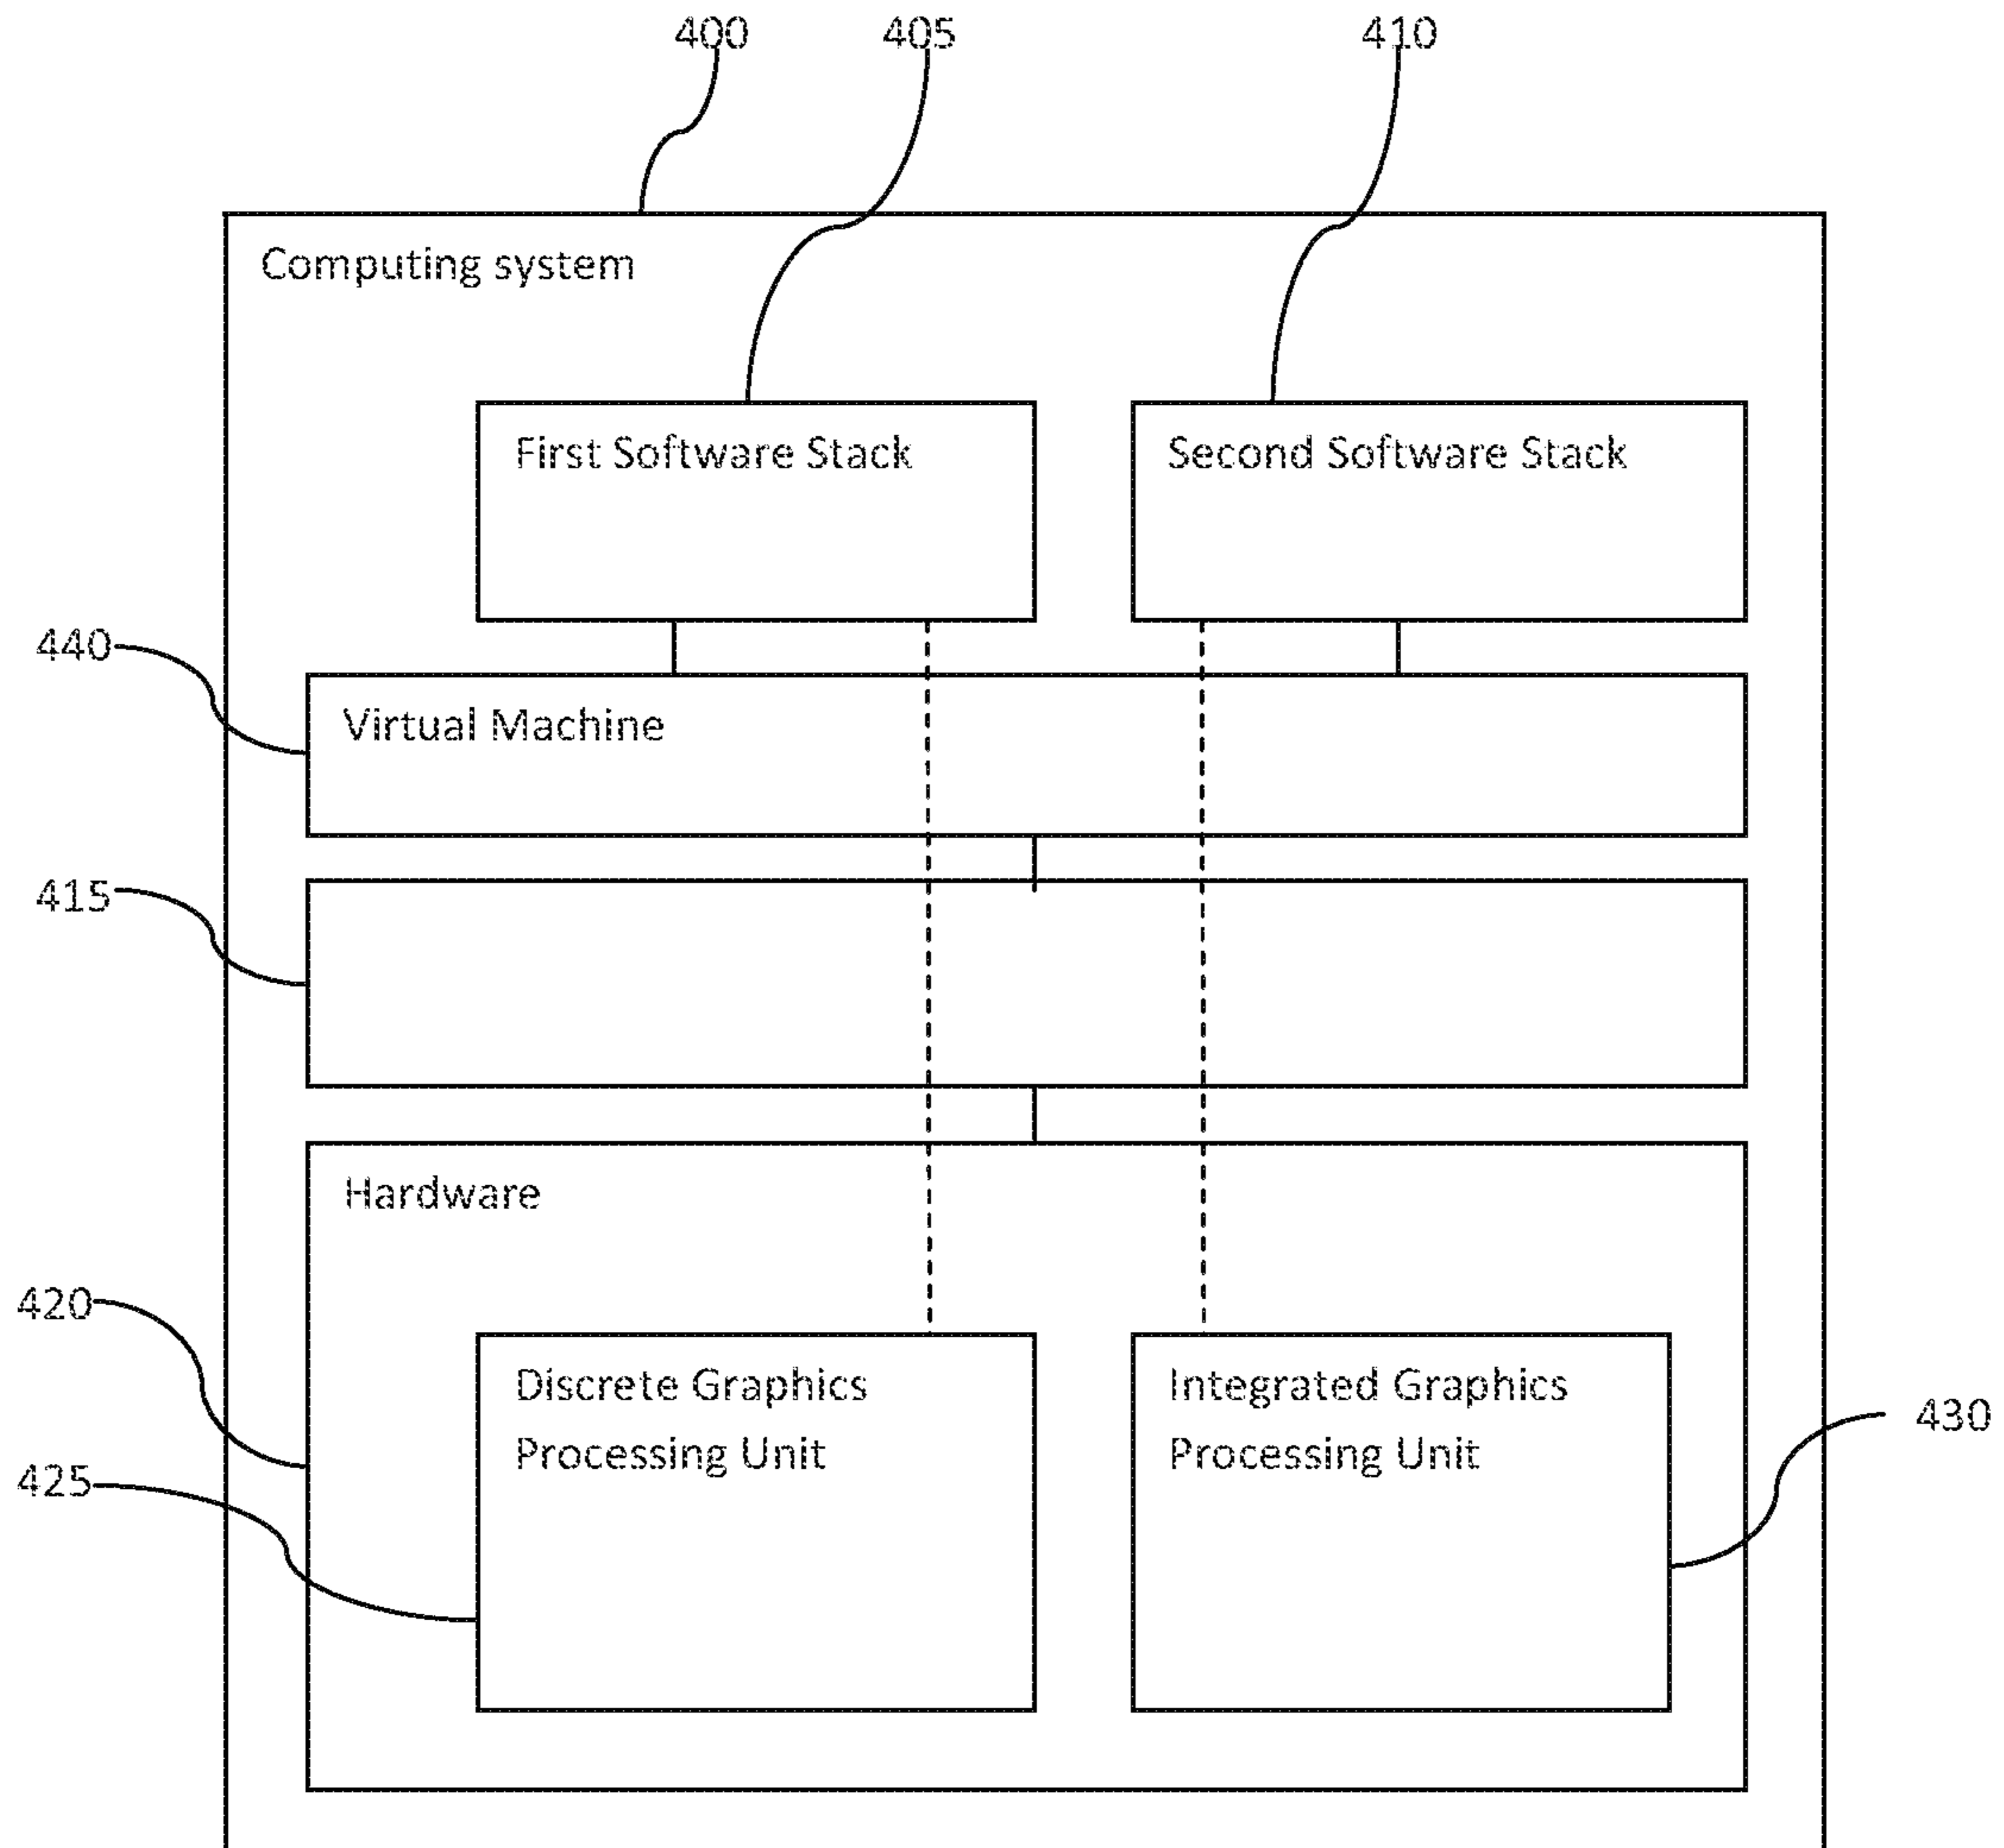 400
405
410
Computing system
First Software Stack
Second Software Stack
440
Virtual Machine
415
Hardware
420
Discrete Graphics
Processing Unit
Integrated Graphics
Processing Unit
430
425